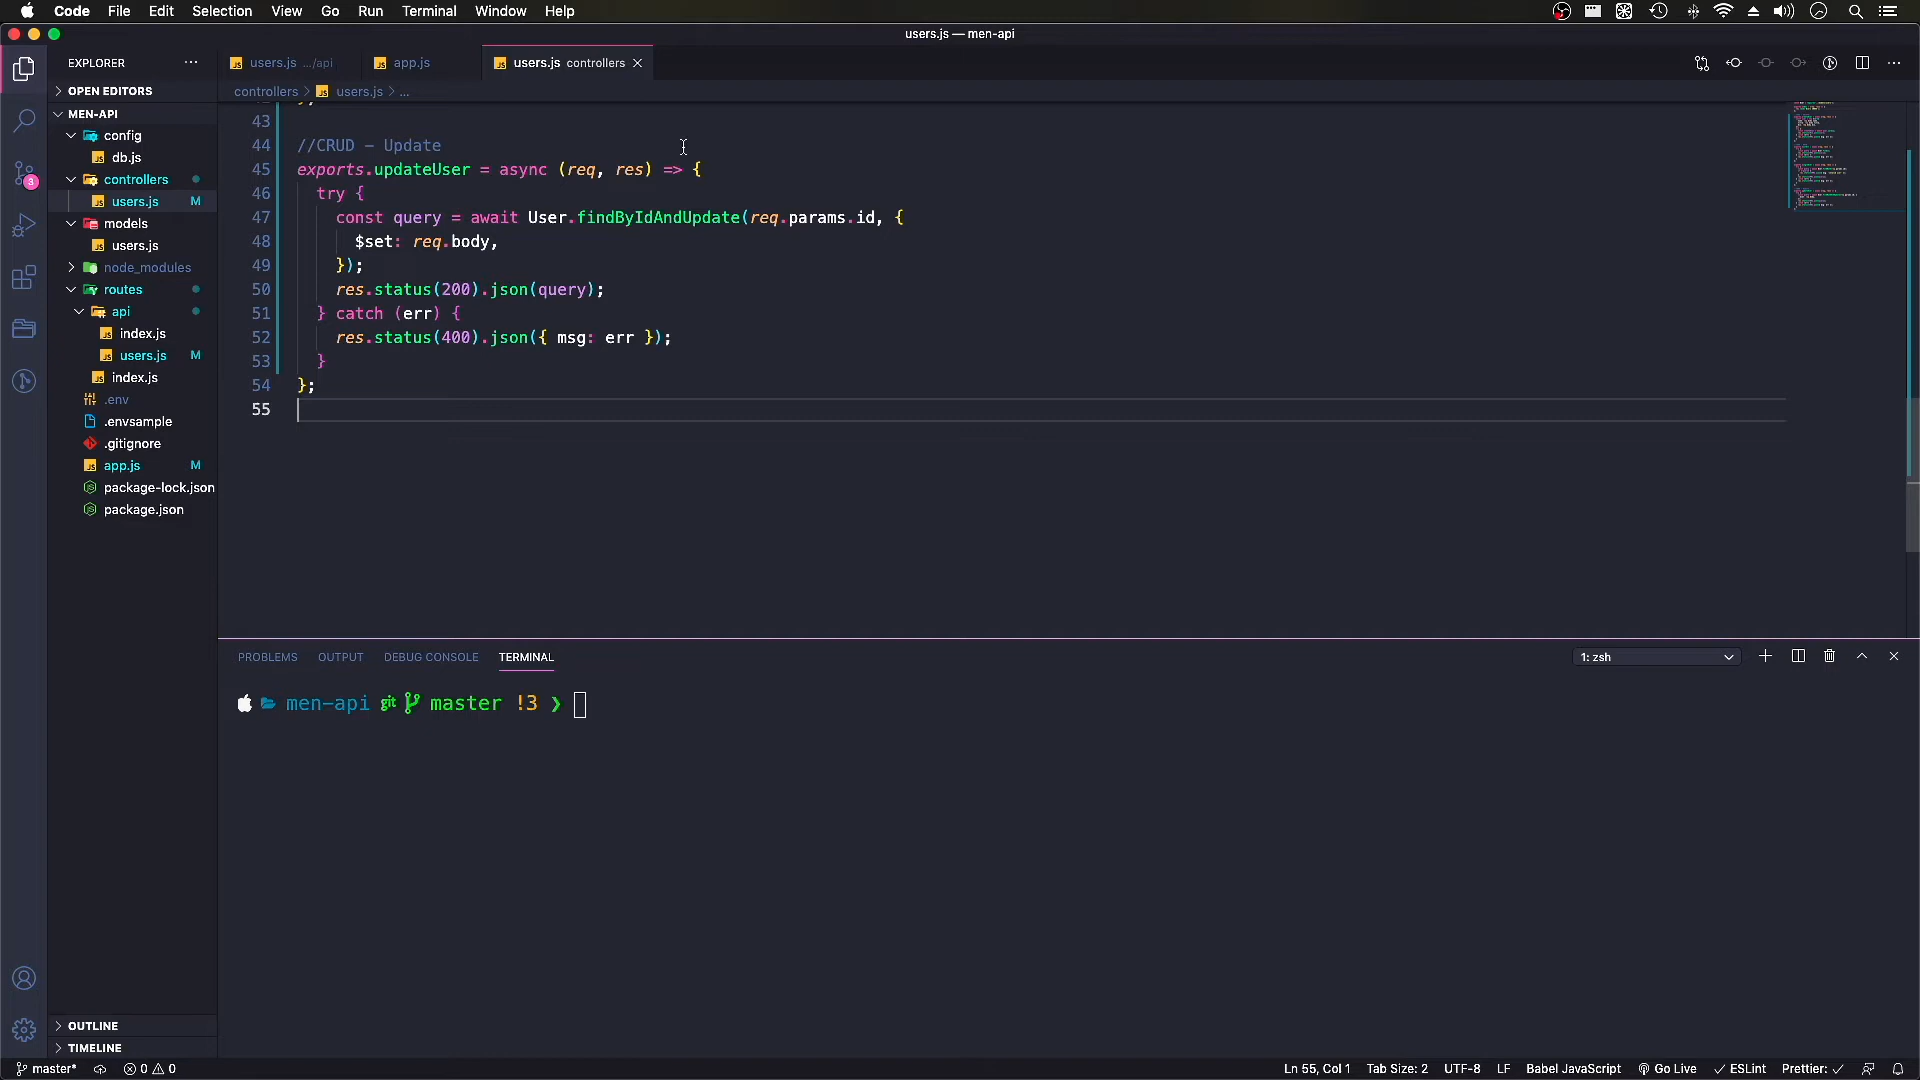 Code File Edit Selection View Go Run Terminal Window Help
users.js — men-api
EXPLORER
users.js .../api
app.js
users.js controllers
OPEN EDITORS
controllers > users.js > ...
MEN-API
config
db.js
controllers
users.js M
models
users.js
node_modules
routes
api
index.js
users.js M
index.js
.env
.envsample
.gitignore
app.js M
package-lock.json
package.json
3
43
44 //CRUD - Update
45 exports.updateUser = async (req, res) => {
46 try {
47 const query = await User.findByIdAndUpdate(req.params.id, {
48 $set: req.body,
49 });
50 res.status(200).json(query);
51 } catch (err) {
52 res.status(400).json({ msg: err });
53 }
54 };
55
PROBLEMS OUTPUT DEBUG CONSOLE TERMINAL
1: zsh
men-api git master !3 ❯
OUTLINE
TIMELINE
master* 0 0
Ln 55, Col 1 Tab Size: 2 UTF-8 LF Babel JavaScript Go Live ESLint Prettier: ✓